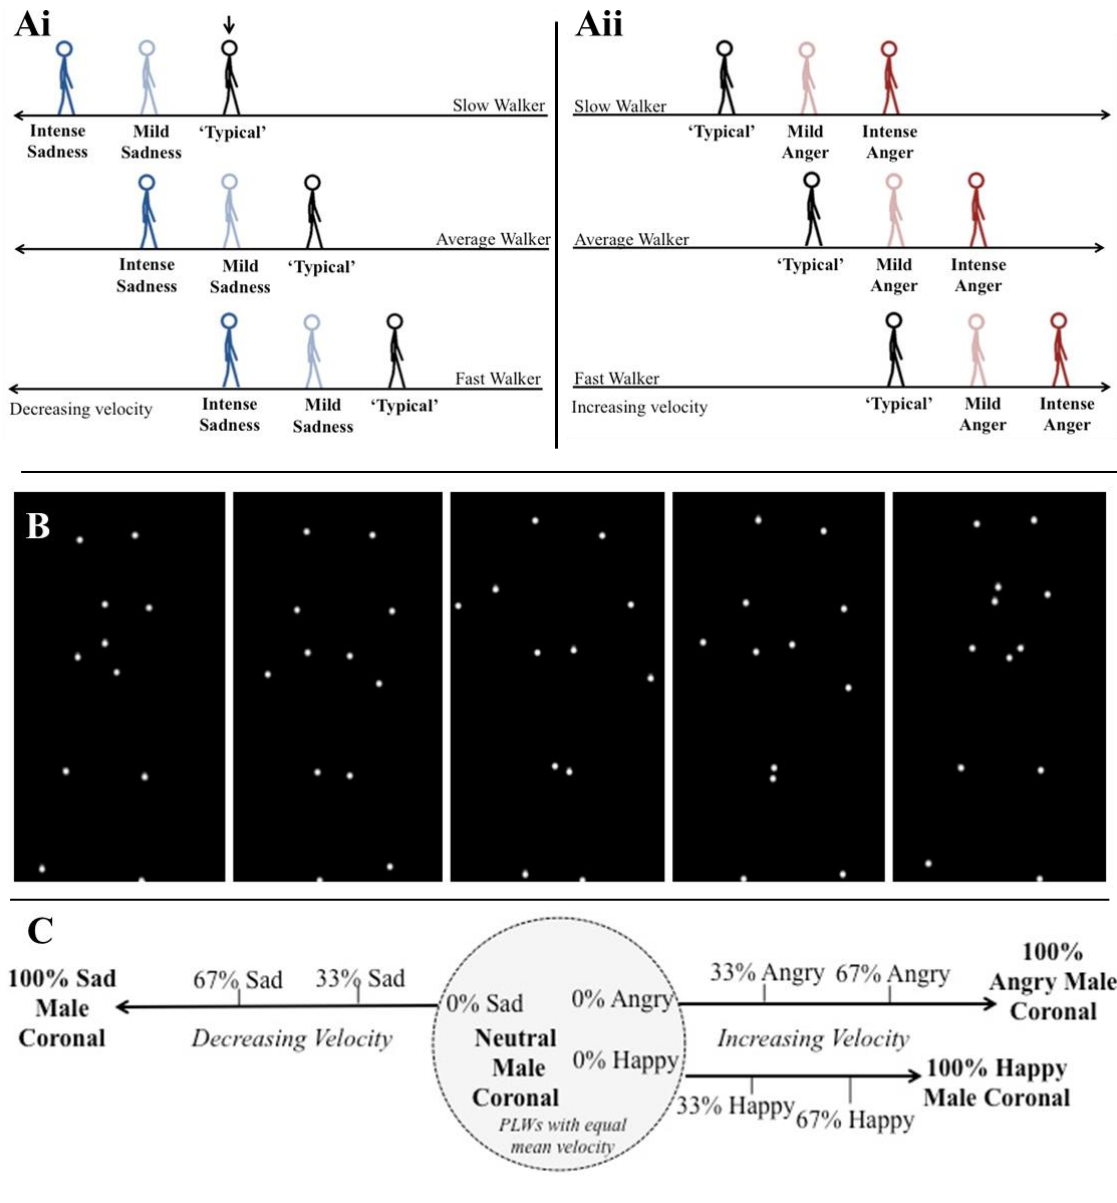 Ai
Slow Walker
Intense Sadness
Mild Sadness
‘Typical’
Average Walker
Intense Sadness
Mild Sadness
‘Typical’
Fast Walker
Decreasing velocity
Intense Sadness
Mild Sadness
‘Typical’
Aii
Slow Walker
‘Typical’
Mild Anger
Intense Anger
Average Walker
‘Typical’
Mild Anger
Intense Anger
Fast Walker
Increasing velocity
‘Typical’
Mild Anger
Intense Anger
B
C
100% Sad
Male
Coronal
67% Sad
33% Sad
Decreasing Velocity
0% Sad
0% Angry
Neutral
Male
Coronal
0% Happy
PLWs with equal
mean velocity
33% Angry
67% Angry
Increasing Velocity
100%
Angry Male
Coronal
33% Happy
67% Happy
100% Happy
Male Coronal